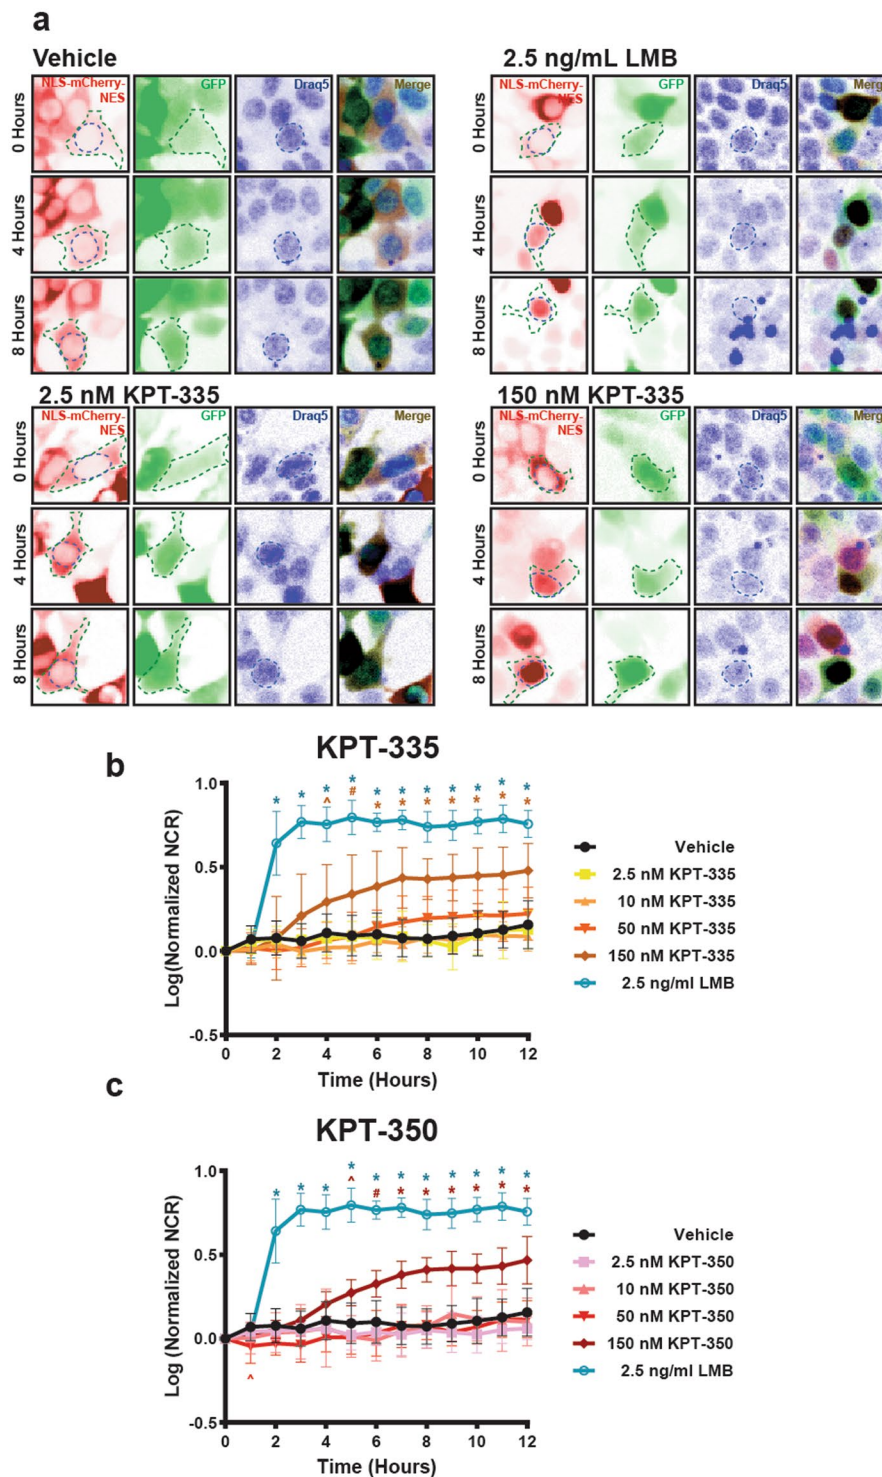 a
Vehicle
NLS-mCherry-
NES
GFP
Draq5
Merge
0 Hours
4 Hours
8 Hours
2.5 ng/mL LMB
NLS-mCherry-
NES
GFP
Draq5
Merge
0 Hours
4 Hours
8 Hours
2.5 nM KPT-335
NLS-mCherry-
NES
GFP
Draq5
Merge
0 Hours
4 Hours
8 Hours
150 nM KPT-335
NLS-mCherry-
NES
GFP
Draq5
Merge
0 Hours
4 Hours
8 Hours
b
KPT-335
Log(Normalized NCR)
1.0
0.5
0.0
-0.5
* * * * * * * * * * *
^ # * * * * * * *
0 2 4 6 8 10 12
Time (Hours)
Vehicle
2.5 nM KPT-335
10 nM KPT-335
50 nM KPT-335
150 nM KPT-335
2.5 ng/ml LMB
c
KPT-350
Log (Normalized NCR)
1.0
0.5
0.0
-0.5
* * * * * * * * * * *
^ # * * * * * *
^
0 2 4 6 8 10 12
Time (Hours)
Vehicle
2.5 nM KPT-350
10 nM KPT-350
50 nM KPT-350
150 nM KPT-350
2.5 ng/ml LMB